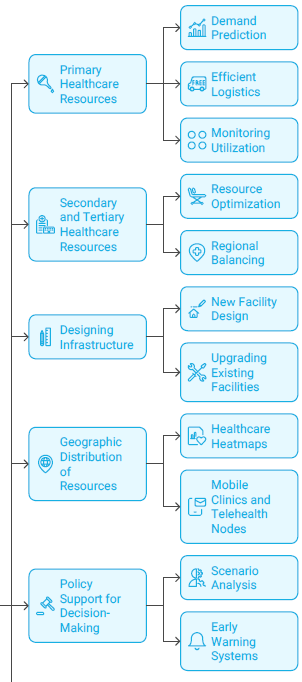 Demand
Prediction
Primary
Healthcare
Resources
FREE
Efficient
Logistics
Monitoring
Utilization
Secondary
and Tertiary
Healthcare
Resources
Resource
Optimization
Regional
Balancing
Designing
Infrastructure
New Facility
Design
Upgrading
Existing
Facilities
Geographic
Distribution
of
Resources
Healthcare
Heatmaps
Mobile
Clinics and
Telehealth
Nodes
Policy
Support for
Decision-
Making
Scenario
Analysis
Early
Warning
Systems